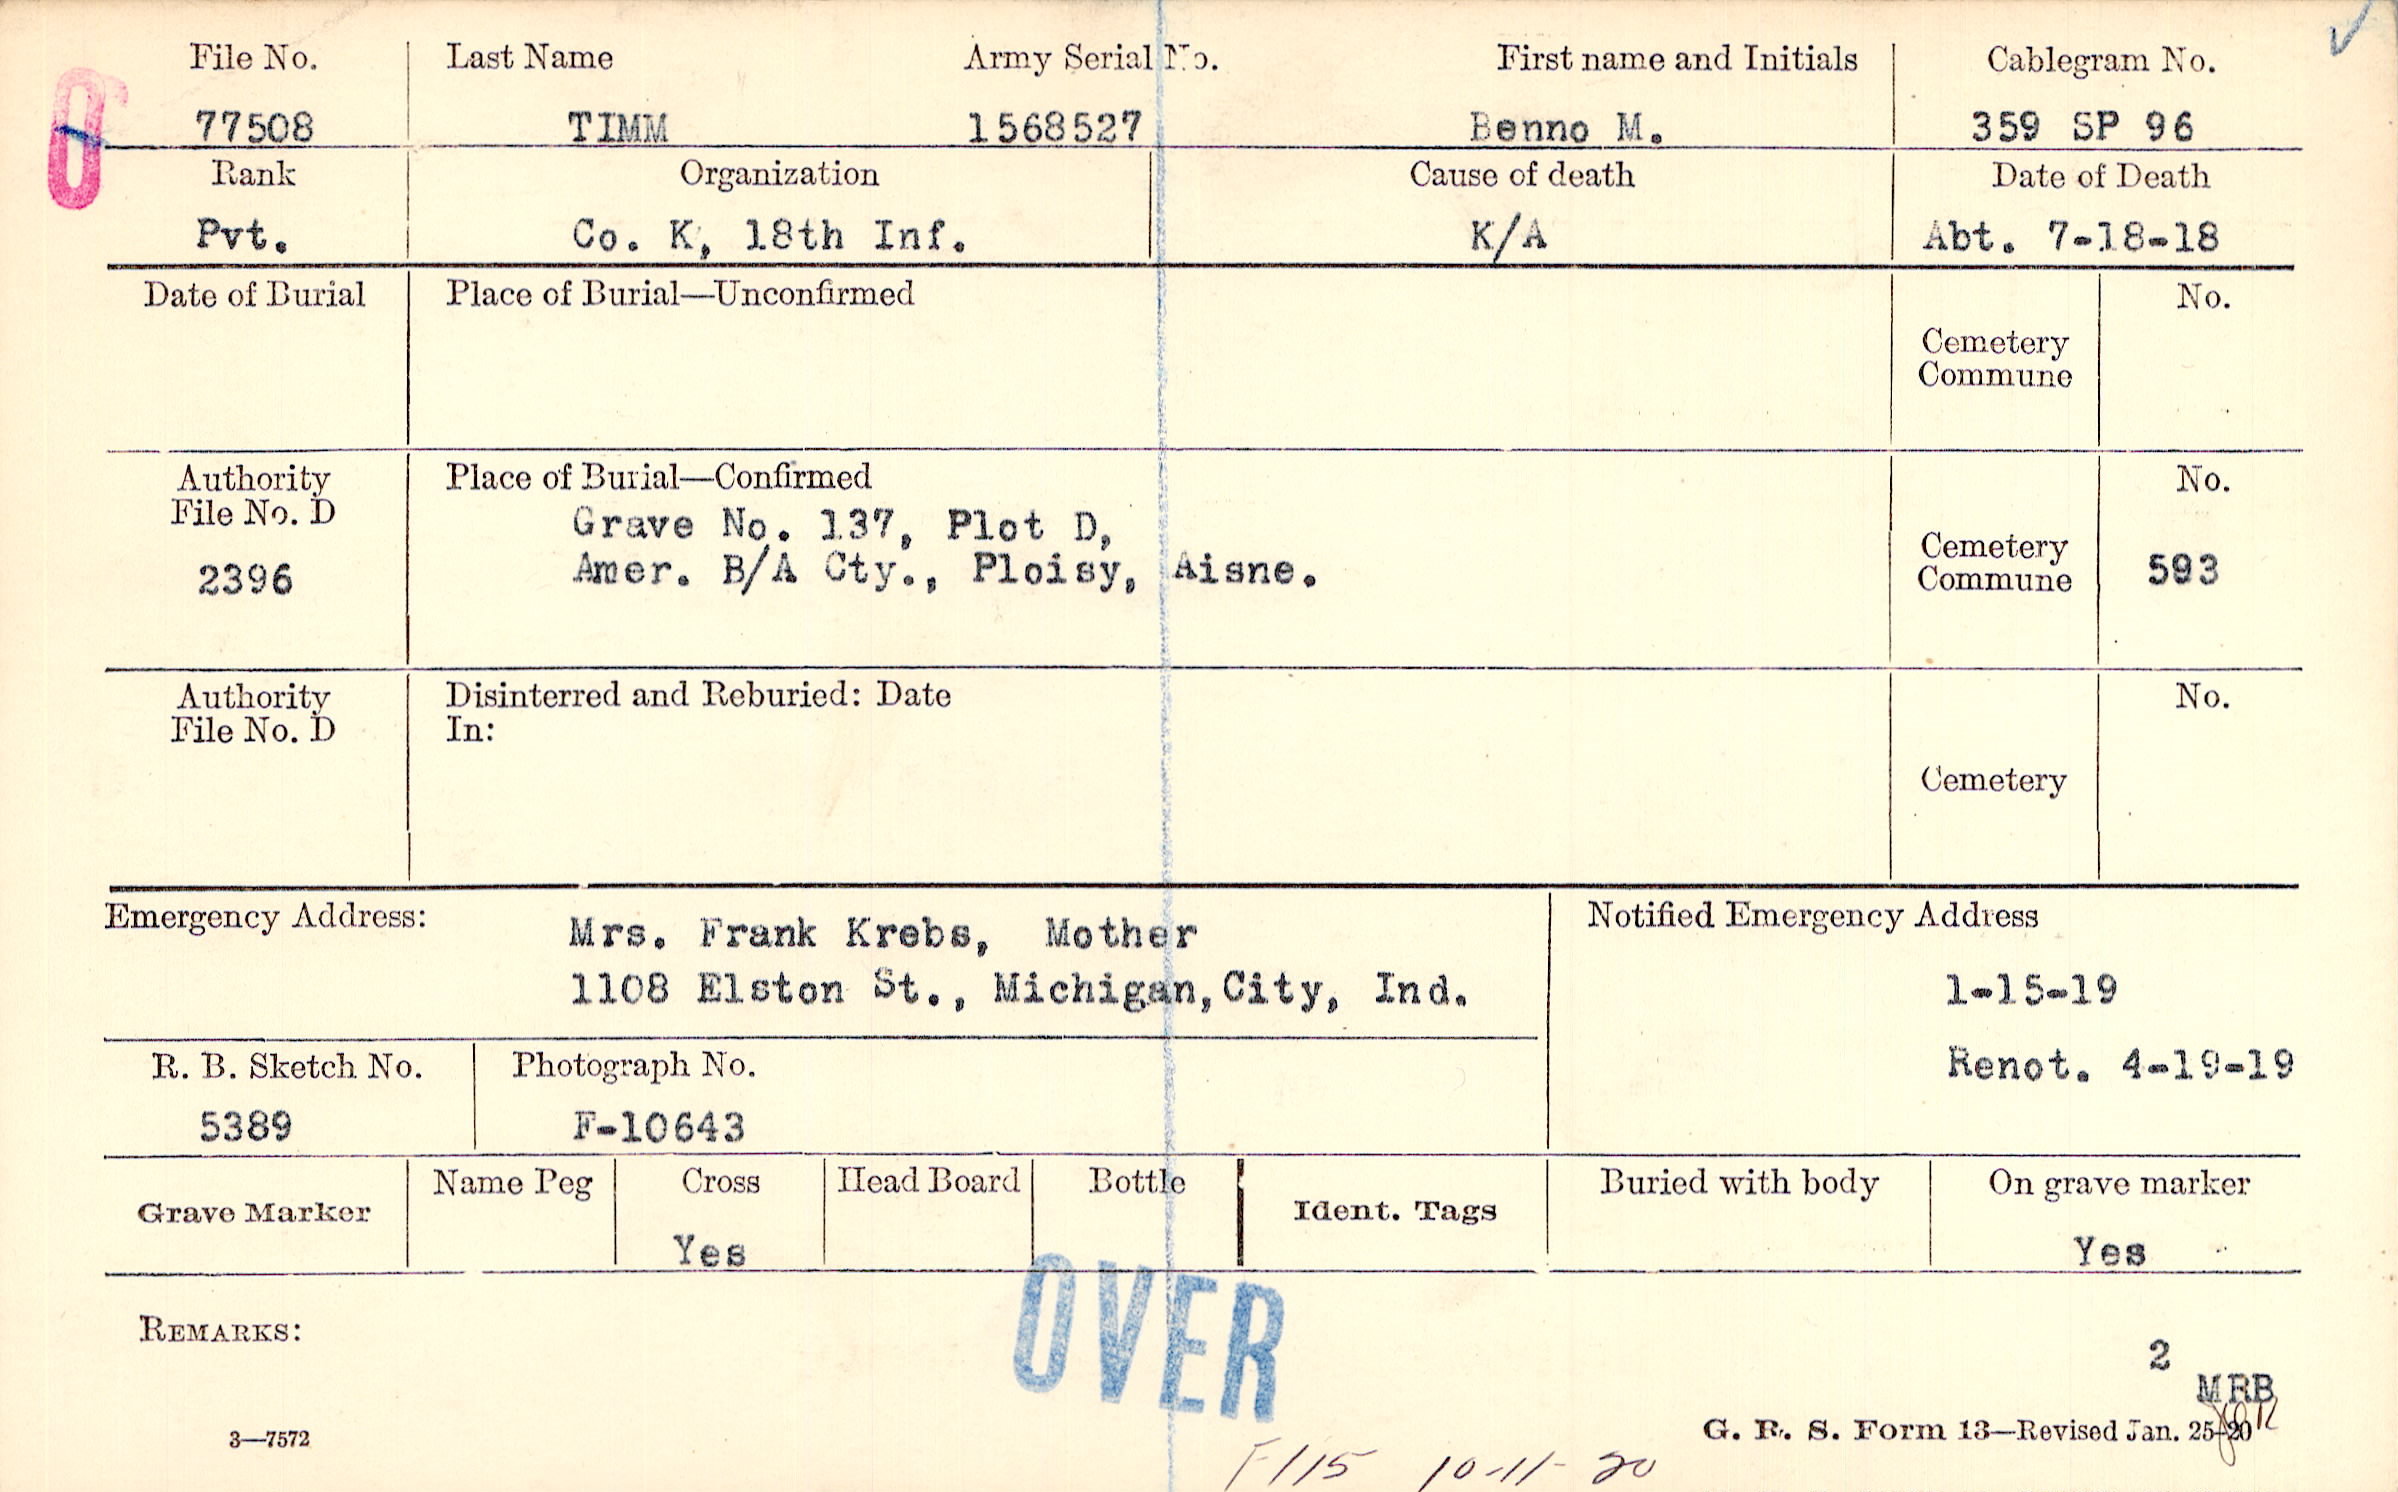 File No. Last Name Army Serial No. First name and Initials Cablegram No.
77508 TIMM 1568527 Benno M. 359 SP 96
Rank Organization Cause of death Date of Death
Pvt. Co. K, 18th Inf. K/A Abt. 7-18-18
Date of Burial Place of Burial—Unconfirmed No.
Cemetery
Commune
Authority Place of Burial—Confirmed No.
File No. D
Grave No. 137, Plot D,
2396 Amer. B/A Cty., Ploisy, Aisne. Cemetery
Commune 593
Authority Disinterred and Reburied: Date No.
File No. D In:
Cemetery
Emergency Address: Mrs. Frank Krebs, Mother Notified Emergency Address
1108 Elston St., Michigan,City, Ind. 1-15-19
Renot. 4-19-19
R. B. Sketch No. Photograph No.
5389 F-10643
Grave Marker Name Peg Cross Head Board Bottle Ident. Tags Buried with body On grave marker
Yes Yes
OVER
REMARKS:
2
MRB
3—7572 G. R. S. Form 13—Revised Jan. 25-20
F115 10-11-20